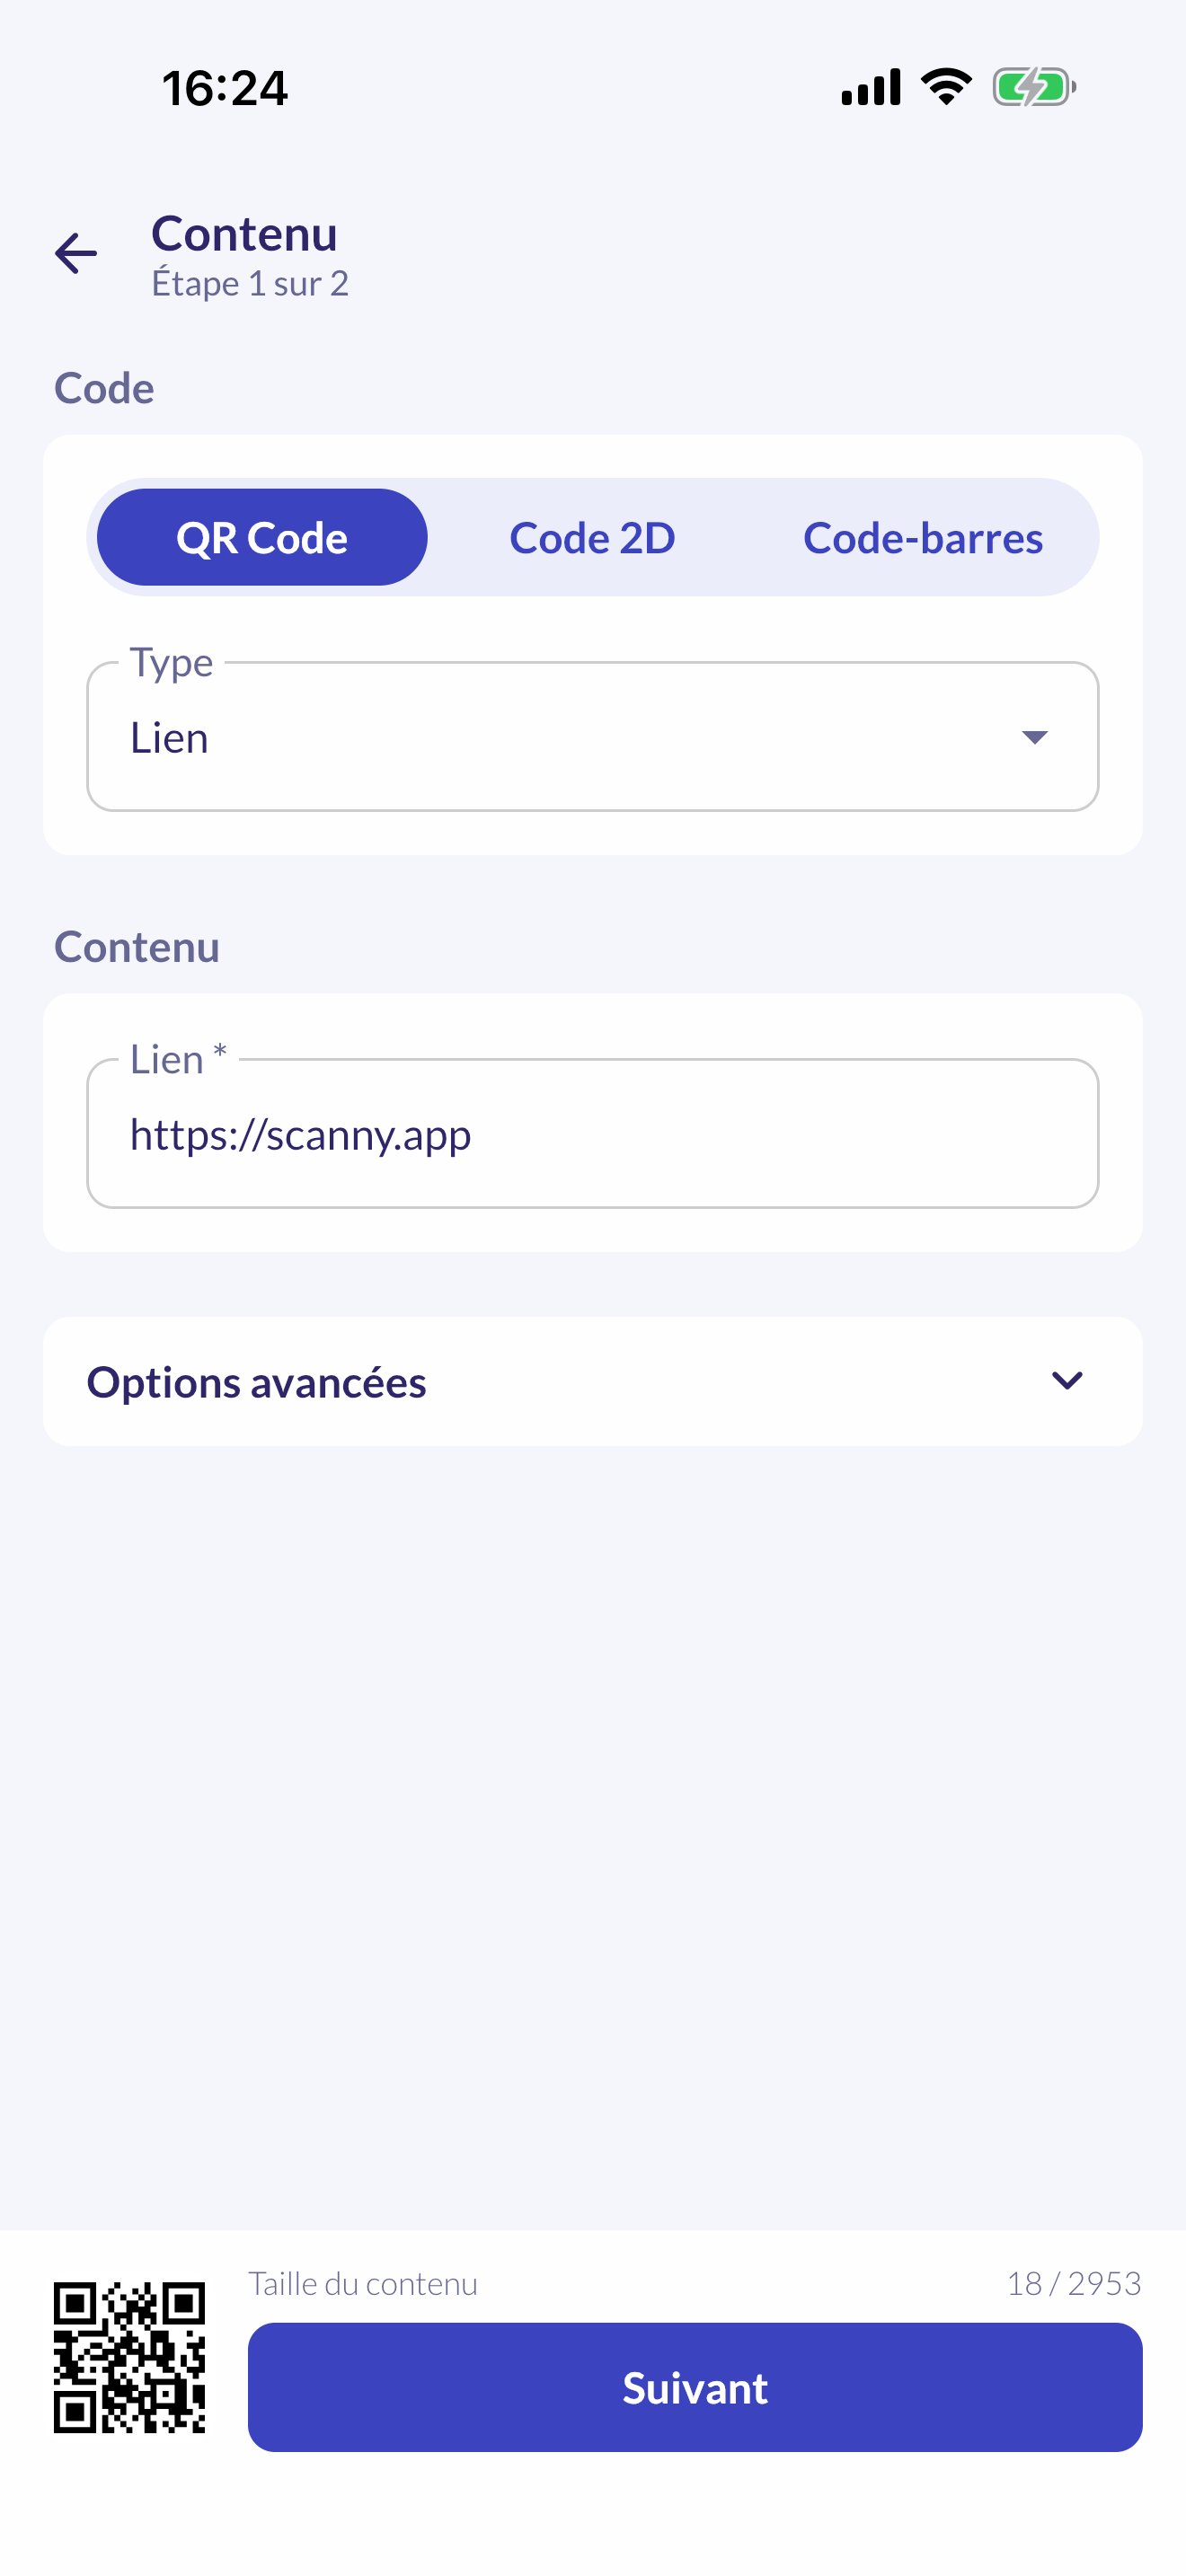 16:24
Contenu
Étape 1 sur 2
Code
QR Code
Code 2D
Code-barres
Type
Lien
Contenu
Lien *
https://scanny.app
Options avancées
Taille du contenu
18 / 2953
Suivant